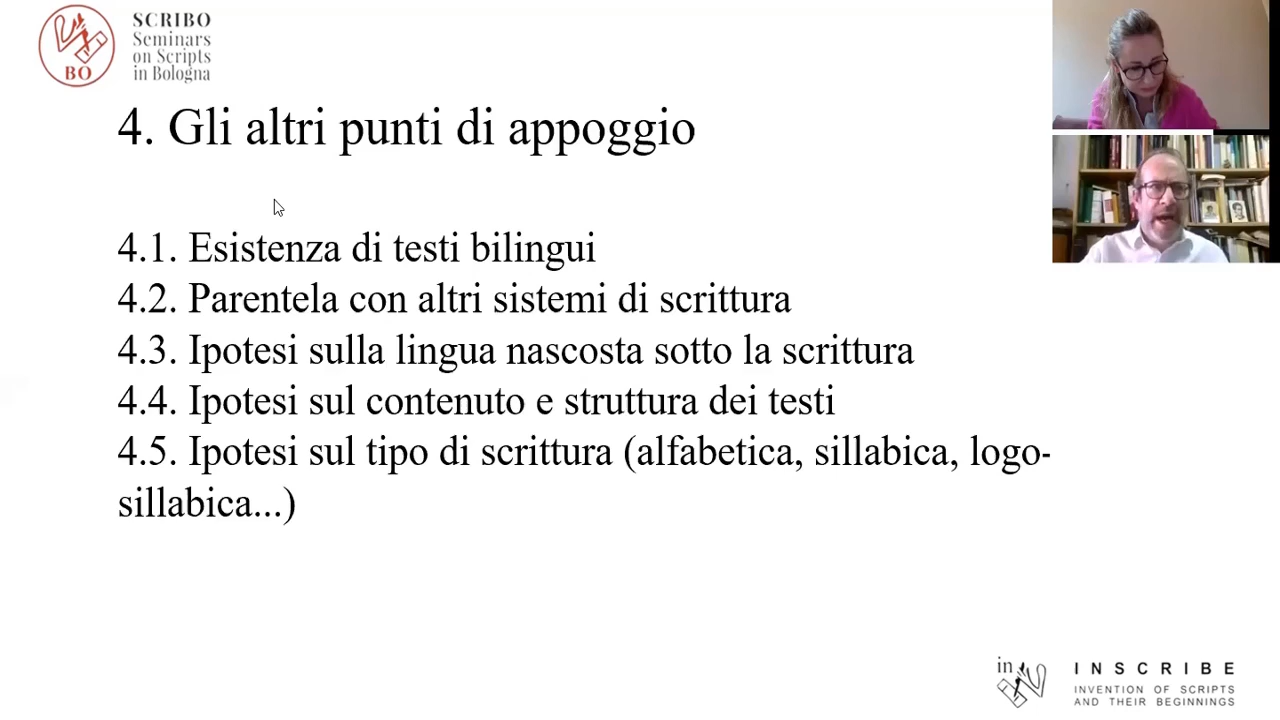 SCRIBO
Seminars
on Scripts
in Bologna
BO
4. Gli altri punti di appoggio
4.1. Esistenza di testi bilingui
4.2. Parentela con altri sistemi di scrittura
4.3. Ipotesi sulla lingua nascosta sotto la scrittura
4.4. Ipotesi sul contenuto e struttura dei testi
4.5. Ipotesi sul tipo di scrittura (alfabetica, sillabica, logo-
sillabica...)
in
INSCRIBE
INVENTION OF SCRIPTS
AND THEIR BEGINNINGS